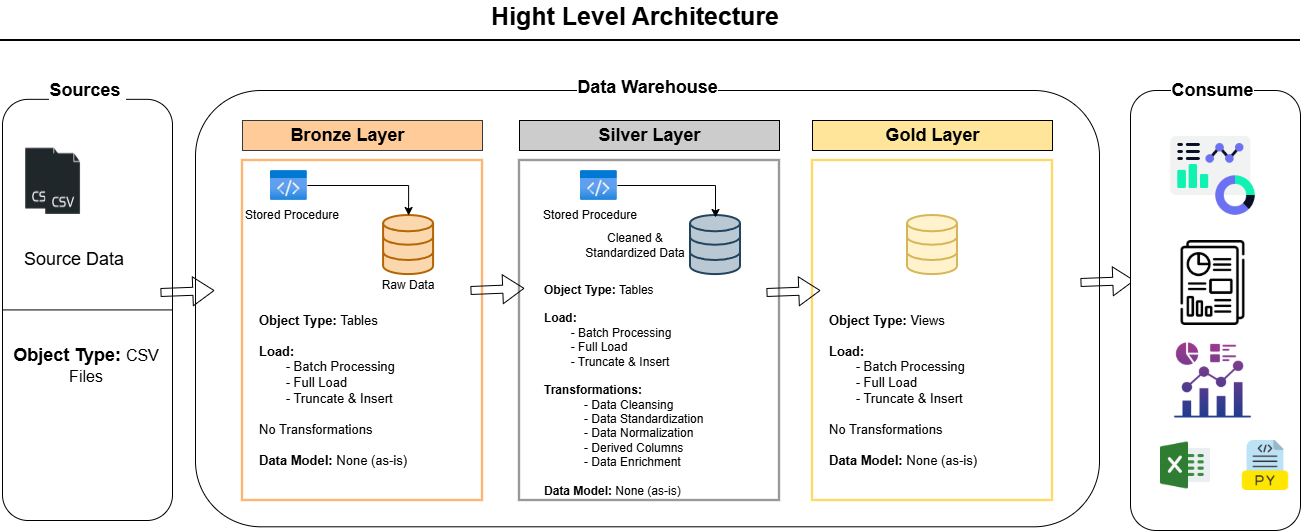 Hight Level Architecture
Sources
CS
CSV
Source Data
Object Type: CSV
Files
Data Warehouse
Bronze Layer
Stored Procedure
Raw Data
Object Type: Tables
Load:
- Batch Processing
- Full Load
- Truncate & Insert
No Transformations
Data Model: None (as-is)
Silver Layer
Stored Procedure
Cleaned &
Standardized Data
Object Type: Tables
Load:
- Batch Processing
- Full Load
- Truncate & Insert
Transformations:
- Data Cleansing
- Data Standardization
- Data Normalization
- Derived Columns
- Data Enrichment
Data Model: None (as-is)
Gold Layer
Object Type: Views
Load:
- Batch Processing
- Full Load
- Truncate & Insert
No Transformations
Data Model: None (as-is)
Consume
X
PY